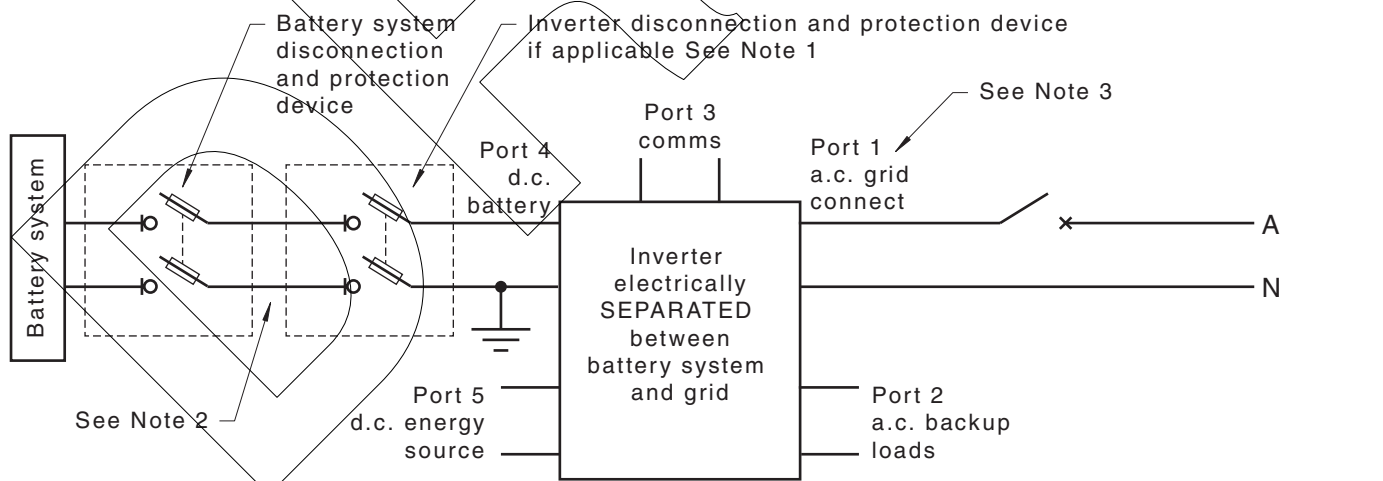 Battery system
disconnection
and protection
device
Inverter disconnection and protection device
if applicable See Note 1
See Note 3
Port 3
comms
Port 4
d.c.
battery
Port 1
a.c. grid
connect
Battery system
A
N
Inverter
electrically
SEPARATED
between
battery system
and grid
See Note 2
Port 5
d.c. energy
source
Port 2
a.c. backup
loads